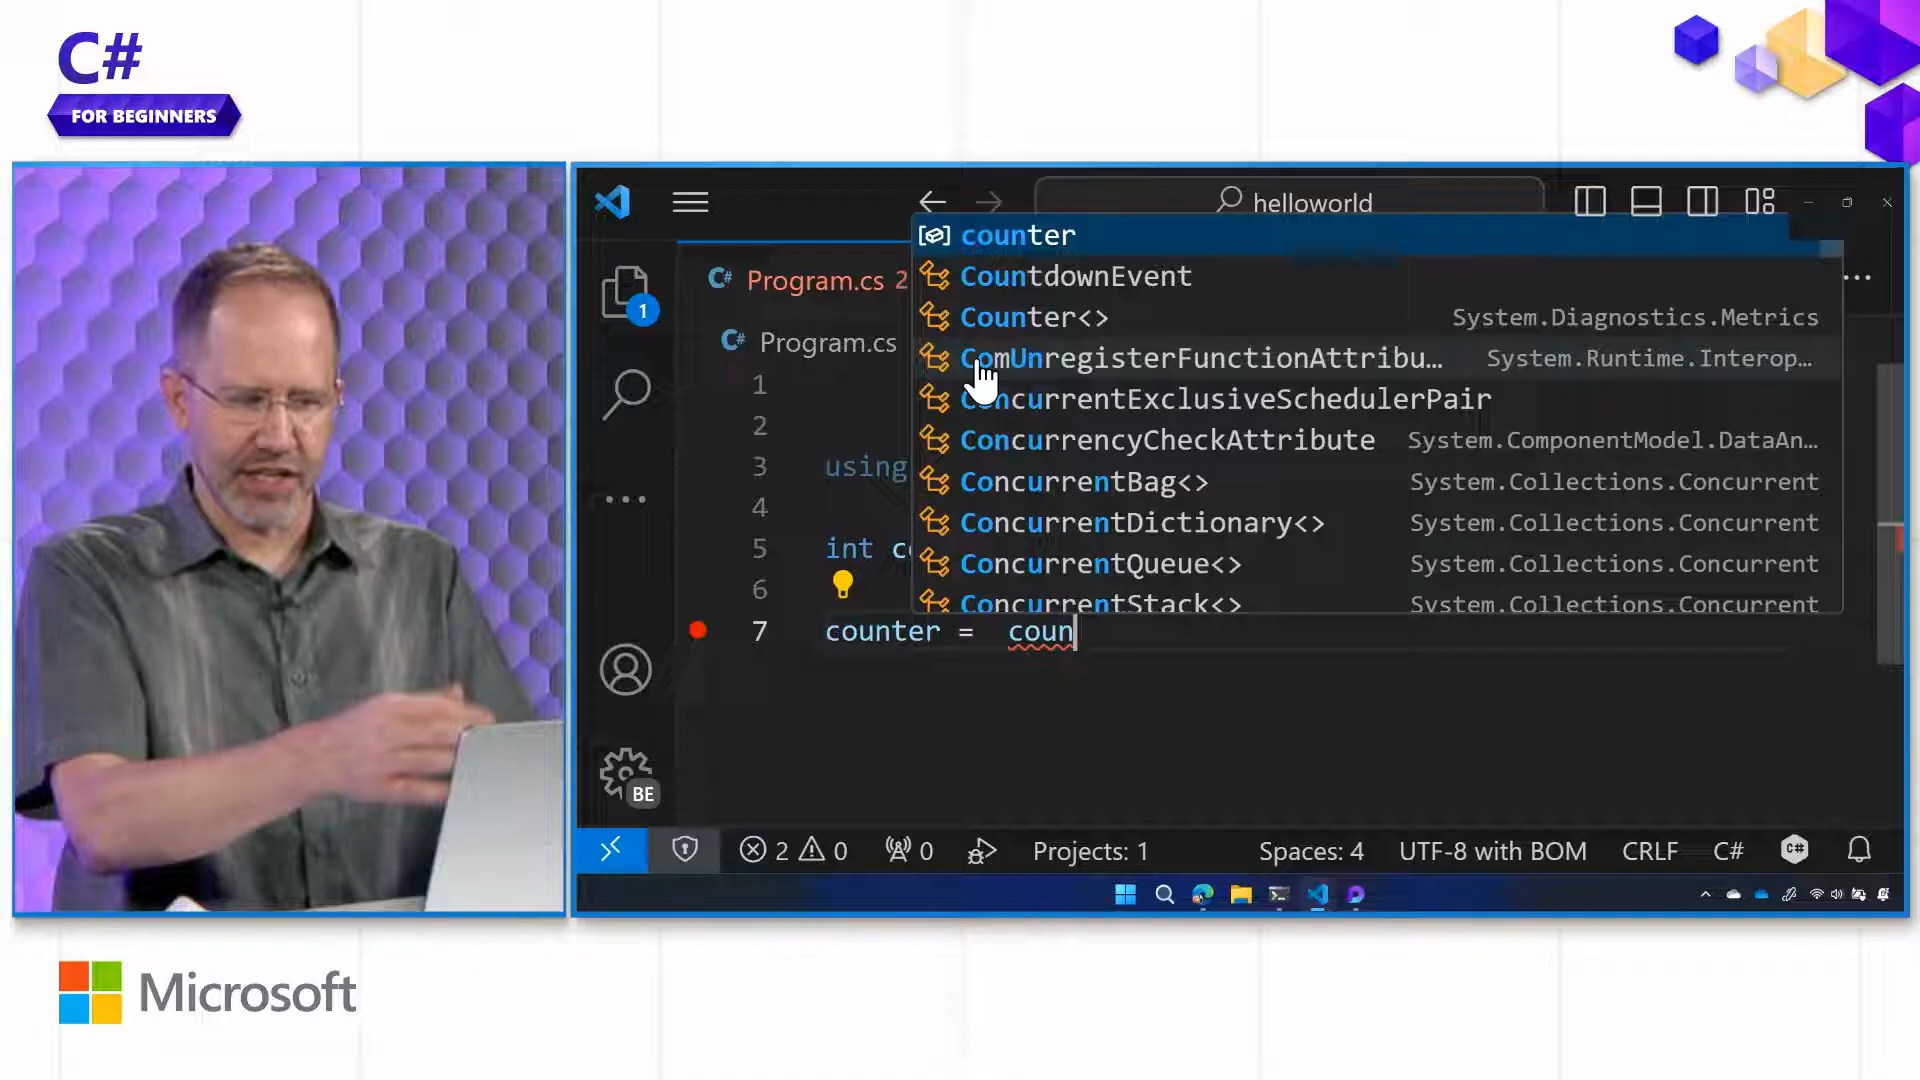 C#
FOR BEGINNERS
helloworld
counter
CountdownEvent
Counter<> System.Diagnostics.Metrics
ComUnregisterFunctionAttribu… System.Runtime.Interop…
ConcurrentExclusiveSchedulerPair
ConcurrencyCheckAttribute System.ComponentModel.DataAn…
ConcurrentBag<> System.Collections.Concurrent
ConcurrentDictionary<> System.Collections.Concurrent
ConcurrentQueue<> System.Collections.Concurrent
ConcurrentStack<> System.Collections.Concurrent
C# Program.cs 2
C# Program.cs
1
1
2
3 using
4
5 int co
6
7 counter =  coun
BE
2 0 0 Projects: 1 Spaces: 4 UTF-8 with BOM CRLF C# C#
Microsoft